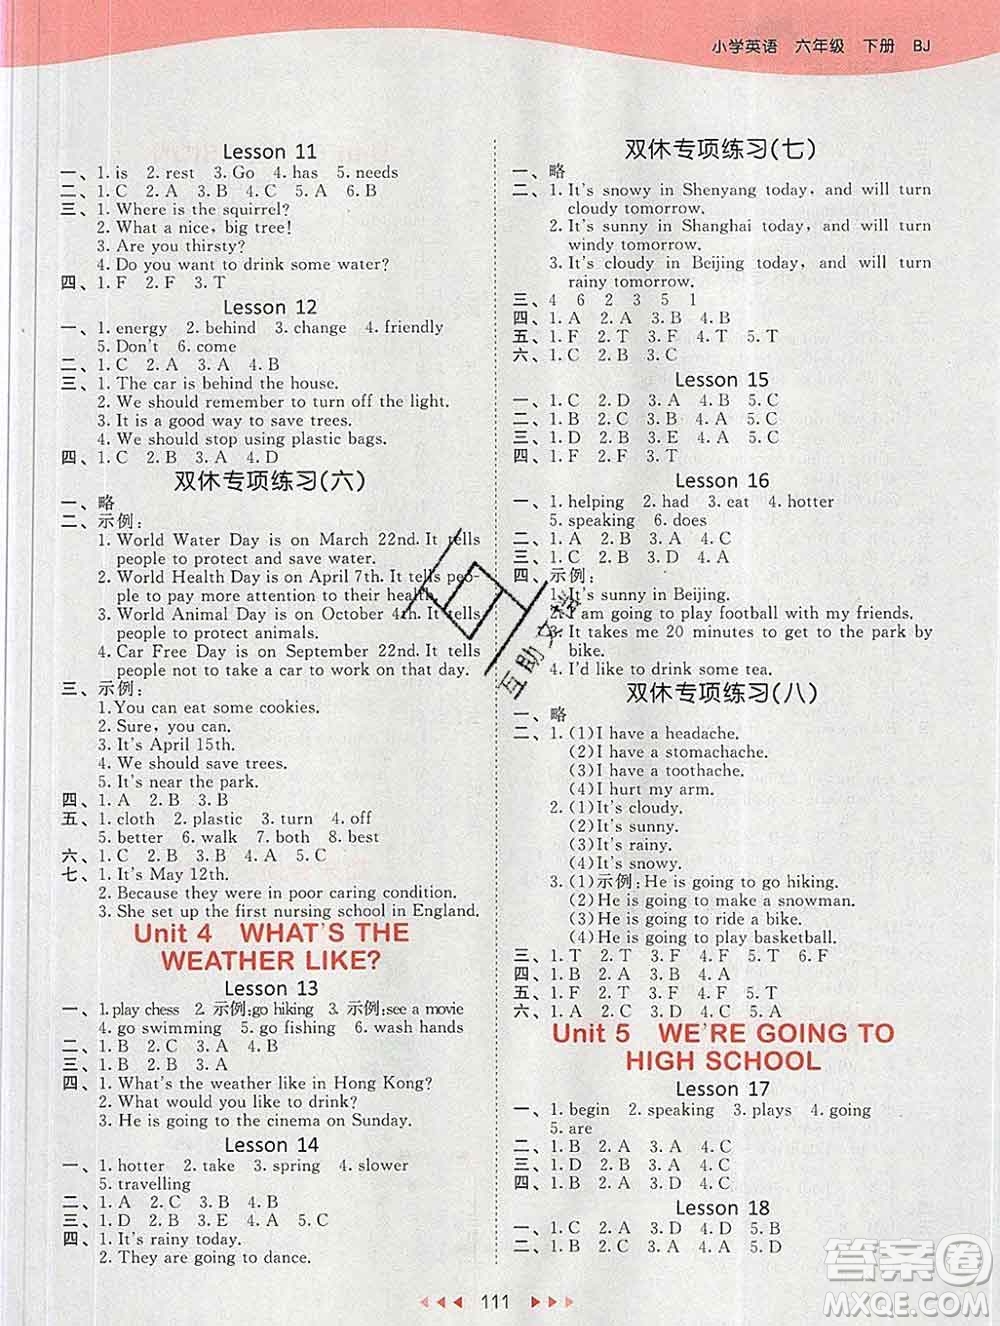 小学英语 六年级 下册 BJ
Lesson 11
一、1. is 2. rest 3. Go 4. has 5. needs
二、1. C 2. A 3. B 4. C 5. A 6. B
三、1. Where is the squirrel?
2. What a nice, big tree!
3. Are you thirsty?
4. Do you want to drink some water?
四、1. F 2. F 3. T
Lesson 12
一、1. energy 2. behind 3. change 4. friendly
5. Don't 6. come
二、1. C 2. A 3. A 4. B
三、1. The car is behind the house.
2. We should remember to turn off the light.
3. It is a good way to save trees.
4. We should stop using plastic bags.
四、1. C 2. B 3. A 4. D
双休专项练习(六)
一、略
二、示例:
1. World Water Day is on March 22nd. It tells
people to protect and save water.
2. World Health Day is on April 7th. It tells peo-
ple to pay more attention to their health.
3. World Animal Day is on October 4th. It tells
people to protect animals.
4. Car Free Day is on September 22nd. It tells
people not to take a car to work on that day.
三、示例:
1.You can eat some cookies.
2. Sure, you can.
3. It's April 15th.
4. We should save trees.
5. It's near the park.
四、1. A 2. B 3. B
五、1. cloth 2. plastic 3. turn 4. off
5. better 6. walk 7. both 8. best
六、1. C 2. B 3. B 4. A 5. C
七、1. It's May 12th.
2. Because they were in poor caring condition.
3. She set up the first nursing school in England.
Unit 4 WHAT'S THE
WEATHER LIKE?
Lesson 13
一、1. play chess 2. 示例:go hiking 3. 示例:see a movie
4. go swimming 5. go fishing 6. wash hands
二、1. B 2. C 3. A 4. C
三、1. B 2. B 3. A
四、1. What's the weather like in Hong Kong?
2. What would you like to drink?
3. He is going to the cinema on Sunday.
Lesson 14
一、1. hotter 2. take 3. spring 4. slower
5. travelling
二、1. A 2. C 3. B 4. B
三、1. D 2. B 3. A 4. A 5. C
四、1. It's rainy today.
2. They are going to dance.
双休专项练习(七)
一、略
二、1. It's snowy in Shenyang today, and will turn
cloudy tomorrow.
2. It's sunny in Shanghai today, and will turn
windy tomorrow.
3. It's cloudy in Beijing today, and will turn
rainy tomorrow.
三、4 6 2 3 5 1
四、1. A 2. A 3. B 4. B
五、1. F 2. T 3. F 4. T 5. T
六、1. C 2. B 3. C
Lesson 15
一、1. C 2. D 3. A 4. B 5. C
二、1. B 2. C 3. B 4. A 5. C
三、1. D 2. B 3. E 4. A 5. C
四、1. F 2. F 3. T
Lesson 16
一、1. helping 2. had 3. eat 4. hotter
5. speaking 6. does
二、1. A 2. A 3. B 4. A 5. C
三、1. C 2. B 3. D 4. A
四、示例:
1. It's sunny in Beijing.
2. I am going to play football with my friends.
3. It takes me 20 minutes to get to the park by
bike.
4. I'd like to drink some tea.
双休专项练习(八)
一、略
二、1. (1)I have a headache.
(2)I have a stomachache.
(3)I have a toothache.
(4)I hurt my arm.
2. (1)It's cloudy.
(2)It's sunny.
(3)It's rainy.
(4)It's snowy.
3. (1)示例:He is going to go hiking.
(2)He is going to make a snowman.
(3)He is going to ride a bike.
(4)He is going to play basketball.
三、1. T 2. T 3. F 4. F 5. T 6. F
四、1. B 2. B 3. A 4. C
五、1. F 2. T 3. F 4. T
六、1. A 2. C 3. B 4. C
Unit 5 WE'RE GOING TO
HIGH SCHOOL
Lesson 17
一、1. begin 2. speaking 3. plays 4. going
5. are
二、1. B 2. A 3. A 4. C
三、1. D 2. B 3. A 4. C
四、1. B 2. A 3. C 4. C
Lesson 18
一、1. C 2. A 3. D 4. D 5. B
二、1. B 2. C 3. A 4. C
111
日
互助文档
答案圈
MXQE.COM